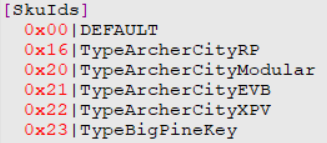 [SkuIds]
0x00|DEFAULT
0x16|TypeArcherCityRP
0x20|TypeArcherCityModular
0x21|TypeArcherCityEVB
0x22|TypeArcherCityXPV
0x23|TypeBigPineKey